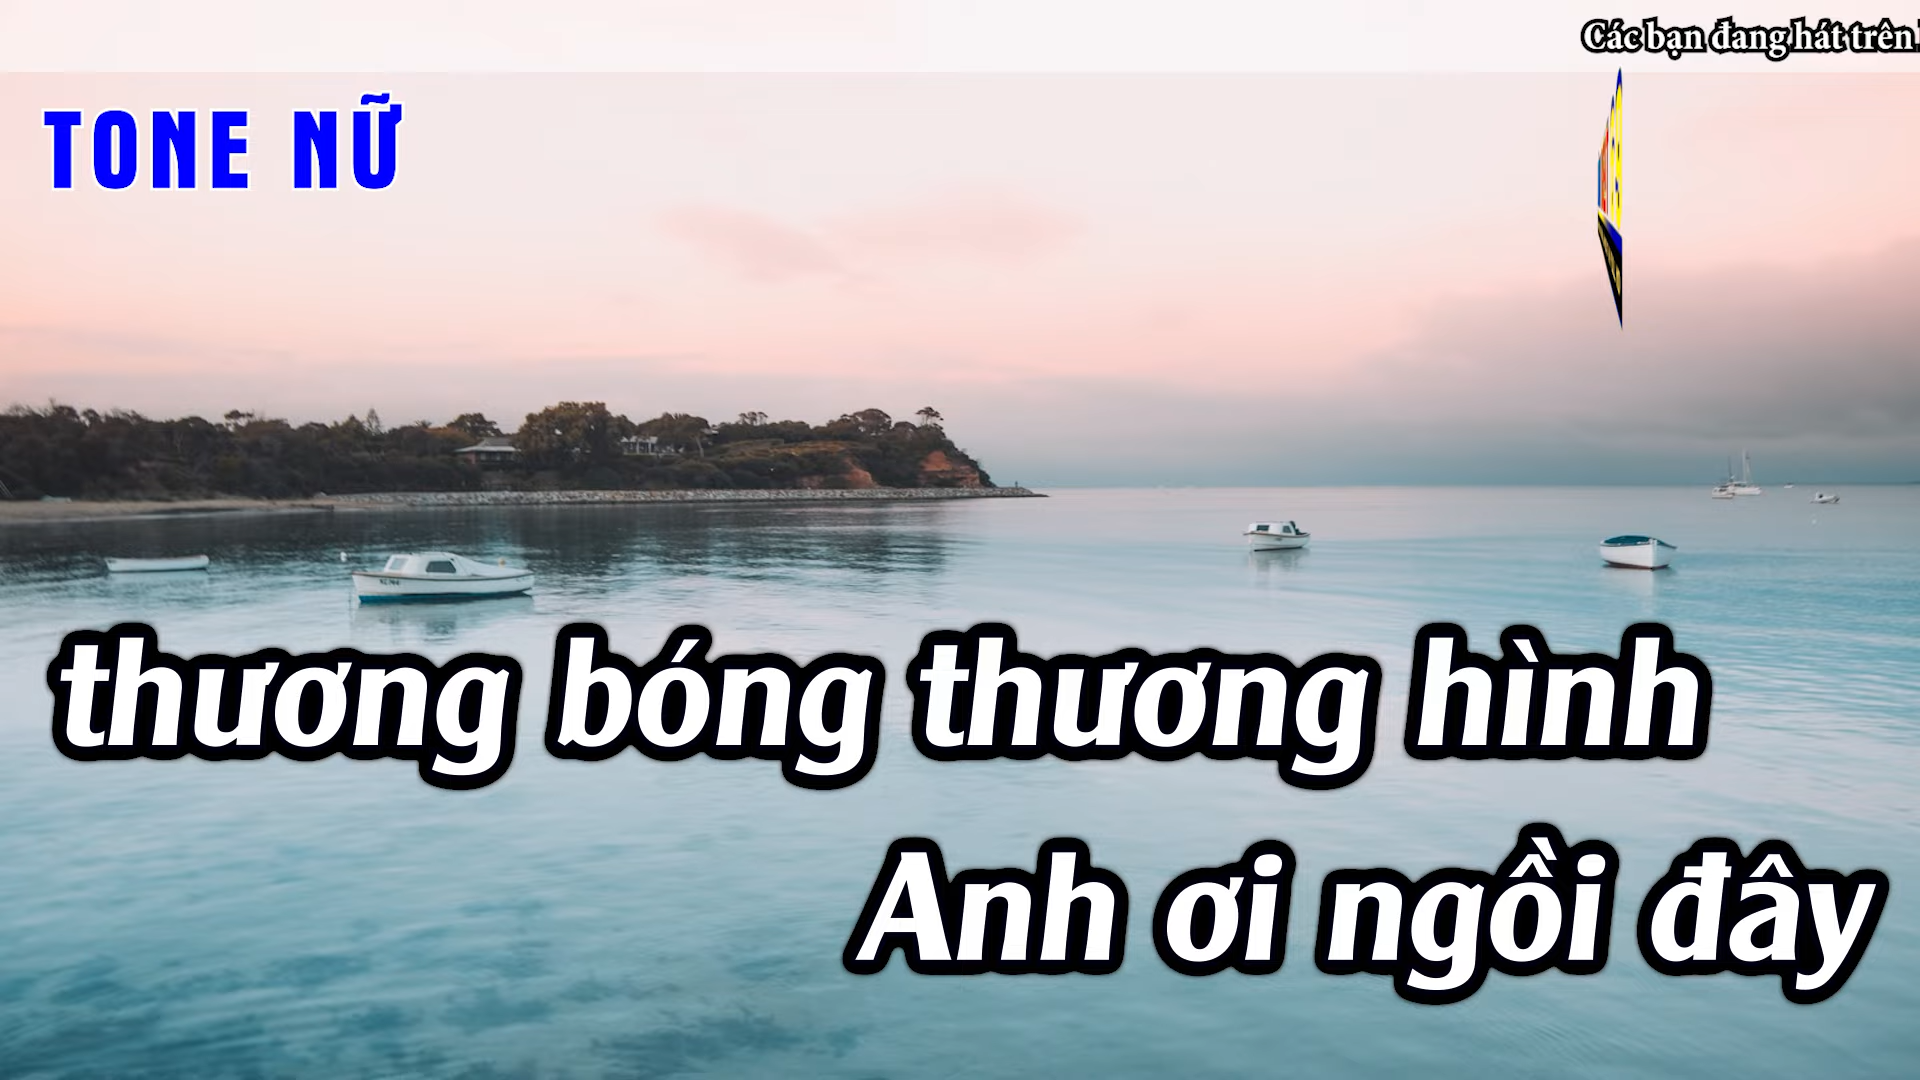 Các bạn đang hát trên
TONE NỮ
thương bóng thương hình
Anh ơi ngồi đây